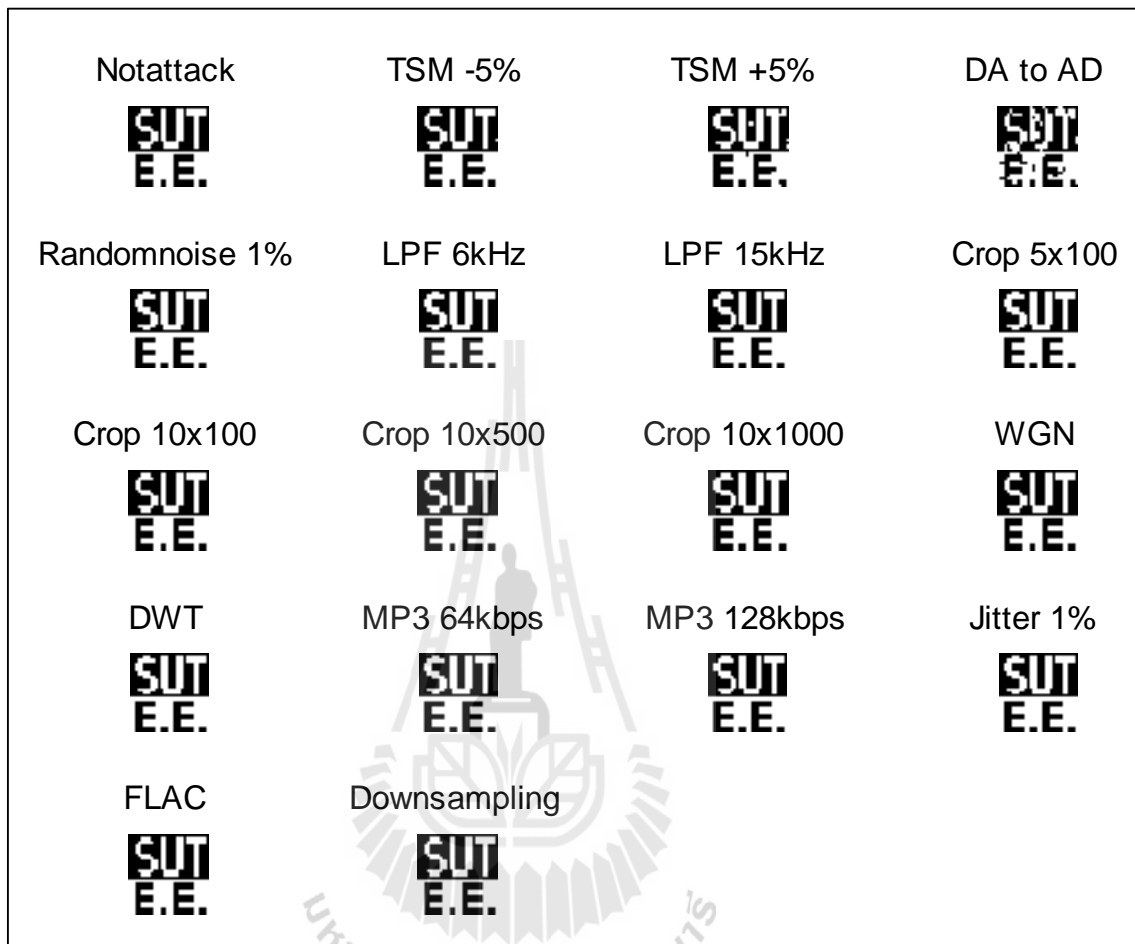 Notattack TSM -5% TSM +5% DA to AD
SUT SUT SUT SUT
E.E. E.E. E.E. E.E.
Randomnoise 1% LPF 6kHz LPF 15kHz Crop 5x100
SUT SUT SUT SUT
E.E. E.E. E.E. E.E.
Crop 10x100 Crop 10x500 Crop 10x1000 WGN
SUT SUT SUT SUT
E.E. E.E. E.E. E.E.
DWT MP3 64kbps MP3 128kbps Jitter 1%
SUT SUT SUT SUT
E.E. E.E. E.E. E.E.
FLAC Downsampling
SUT SUT
E.E. E.E.